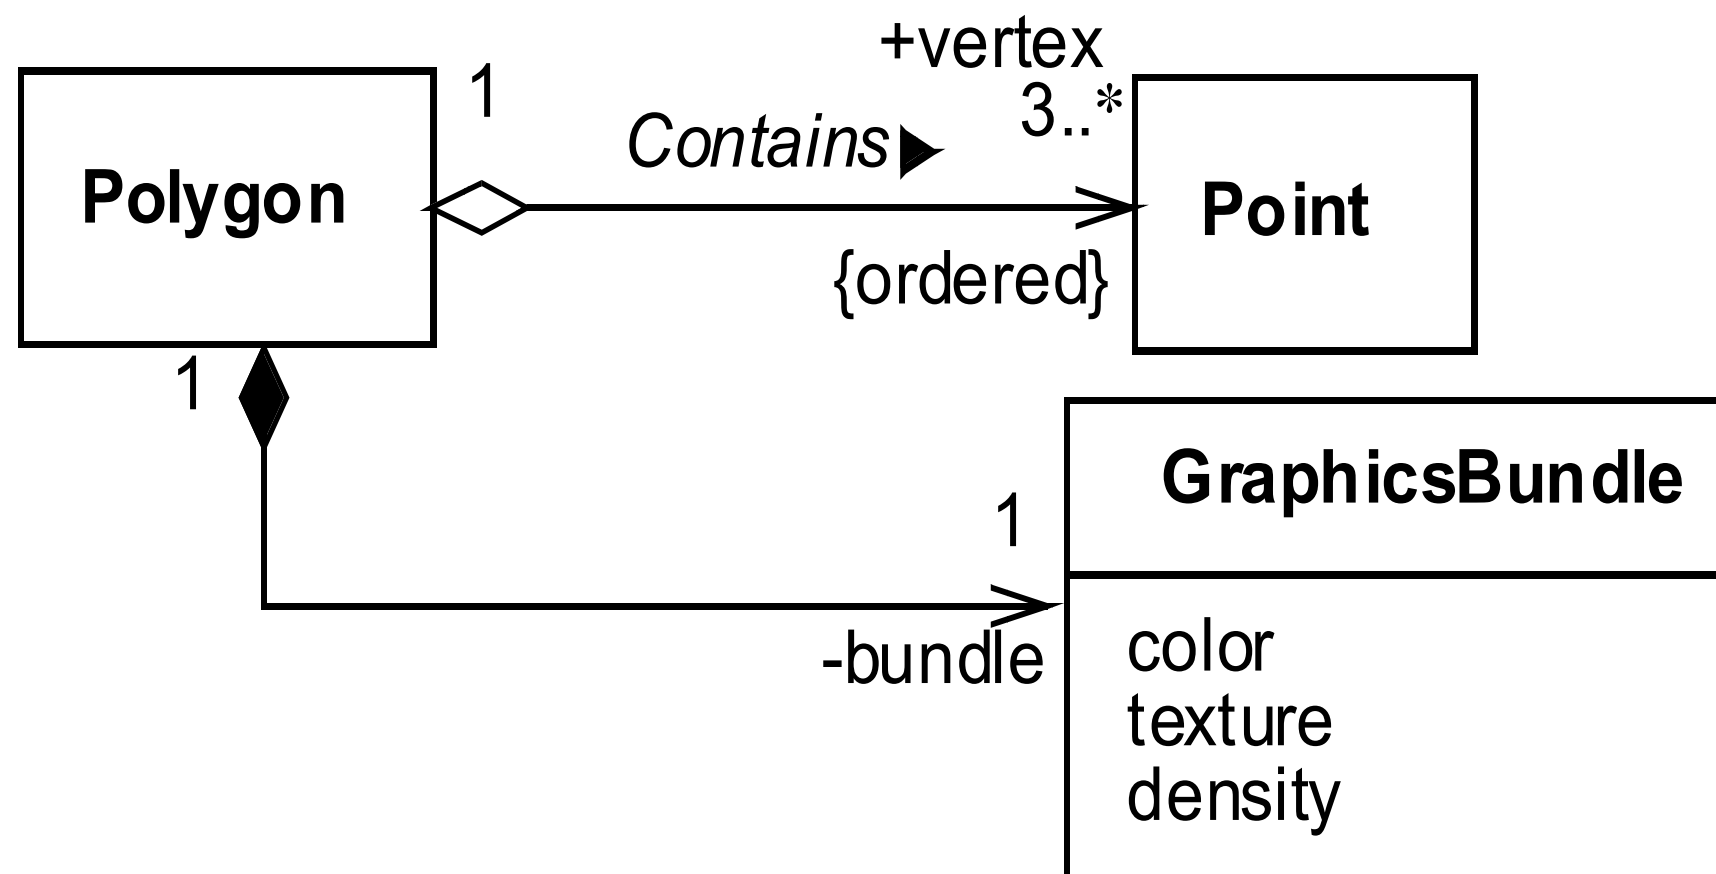 +vertex
1
3..*
Contains
Polygon
Point
{ordered}
1
GraphicsBundle
1
-bundle
color
texture
density